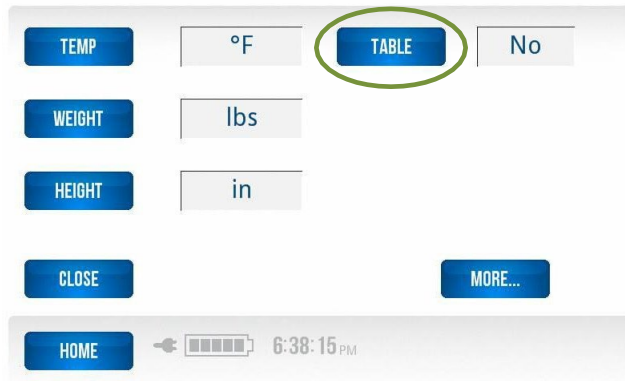 TEMP °F TABLE No
WEIGHT lbs
HEIGHT in
CLOSE MORE...
HOME 6:38:15 PM